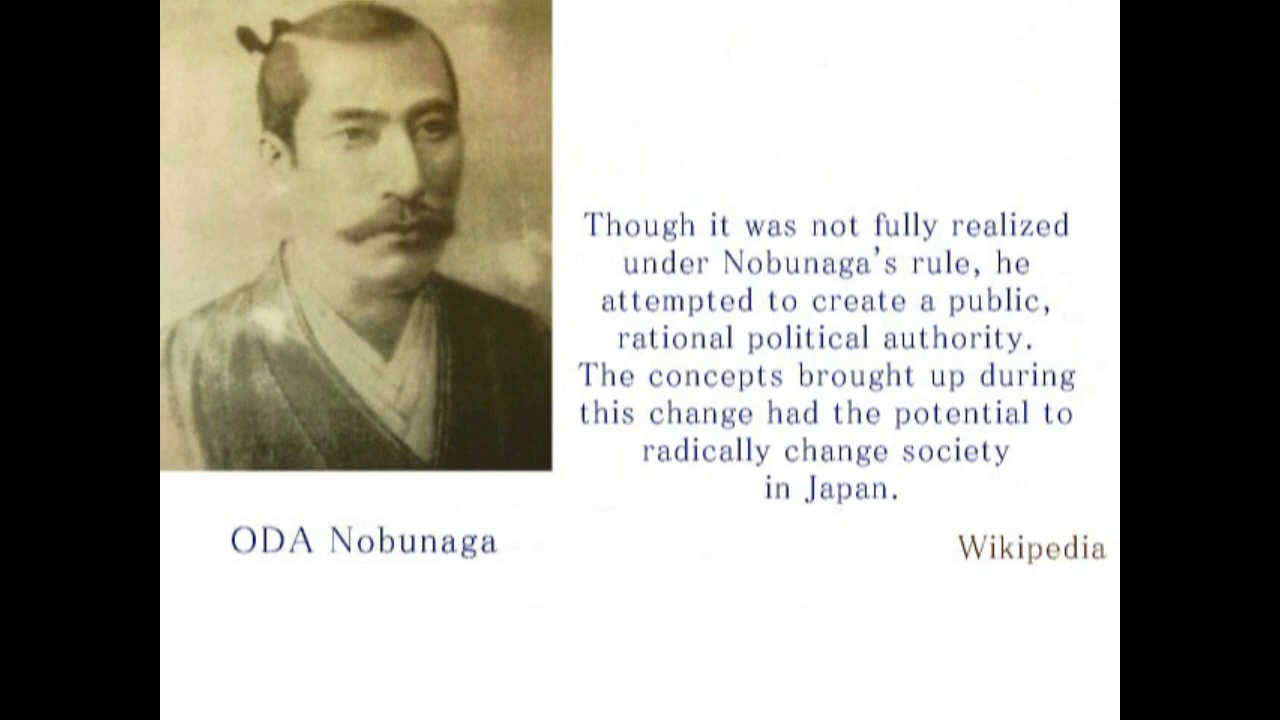 Though it was not fully realized
under Nobunaga's rule, he
attempted to create a public,
rational political authority.
The concepts brought up during
this change had the potential to
radically change society
in Japan.
ODA Nobunaga
Wikipedia